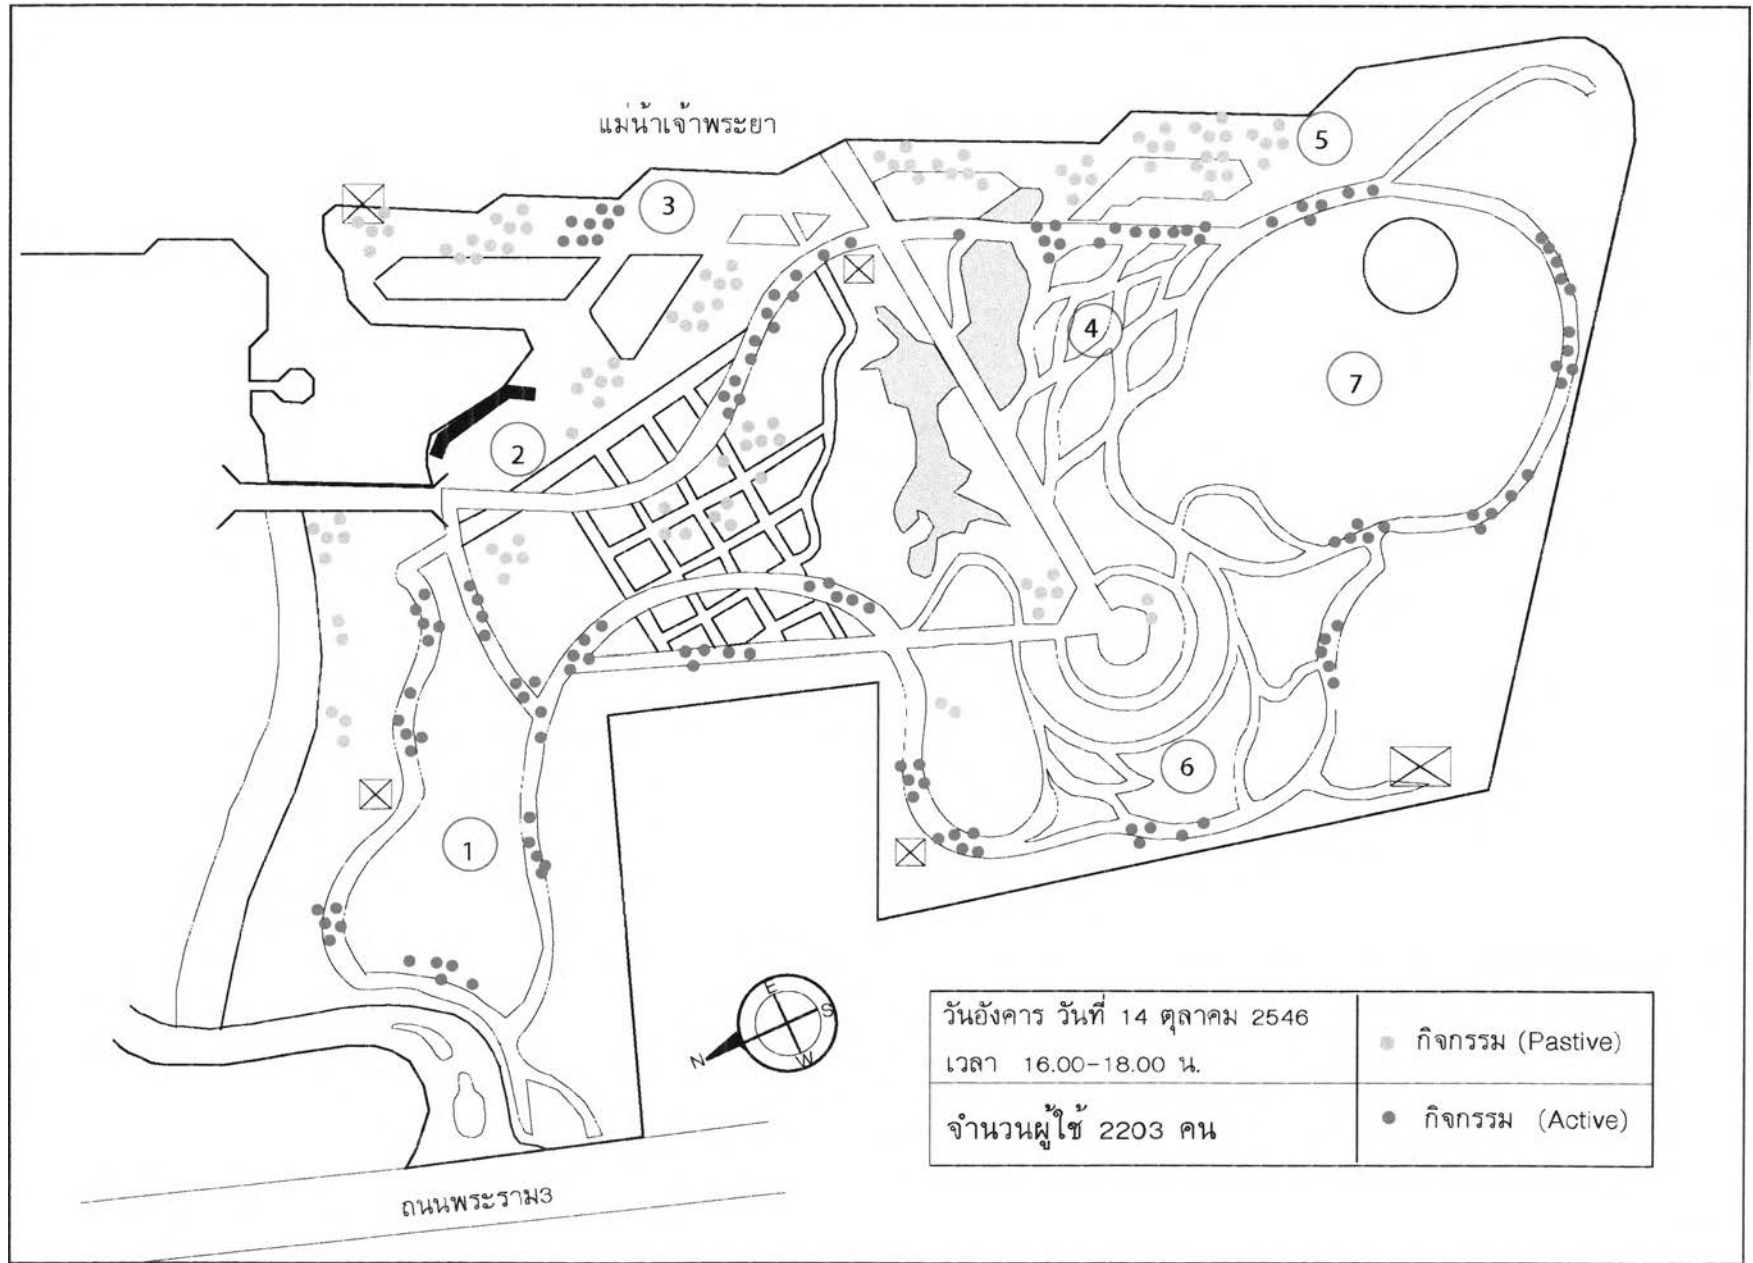 แม่น้ำเจ้าพระยา
5
3
4
7
2
6
1
E
S
N
W
วันอังคาร วันที่ 14 ตุลาคม 2546
เวลา 16.00-18.00 น.
จำนวนผู้ใช้ 2203 คน
กิจกรรม (Pastive)
กิจกรรม (Active)
ถนนพระราม3